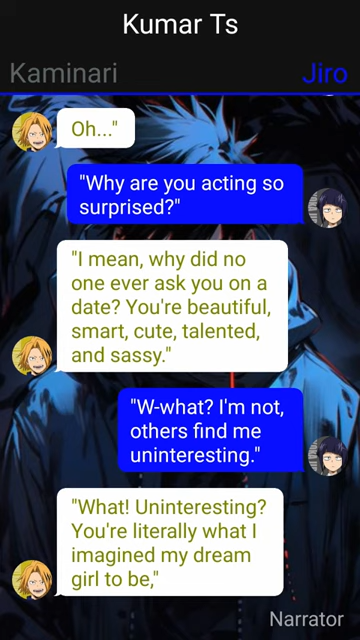 Kumar Ts
Kaminari
Jiro
Oh..."
"Why are you acting so
surprised?"
"I mean, why did no
one ever ask you on a
date? You're beautiful,
smart, cute, talented,
and sassy."
"W-what? I'm not,
others find me
uninteresting."
"What! Uninteresting?
You're literally what I
imagined my dream
girl to be,"
Narrator